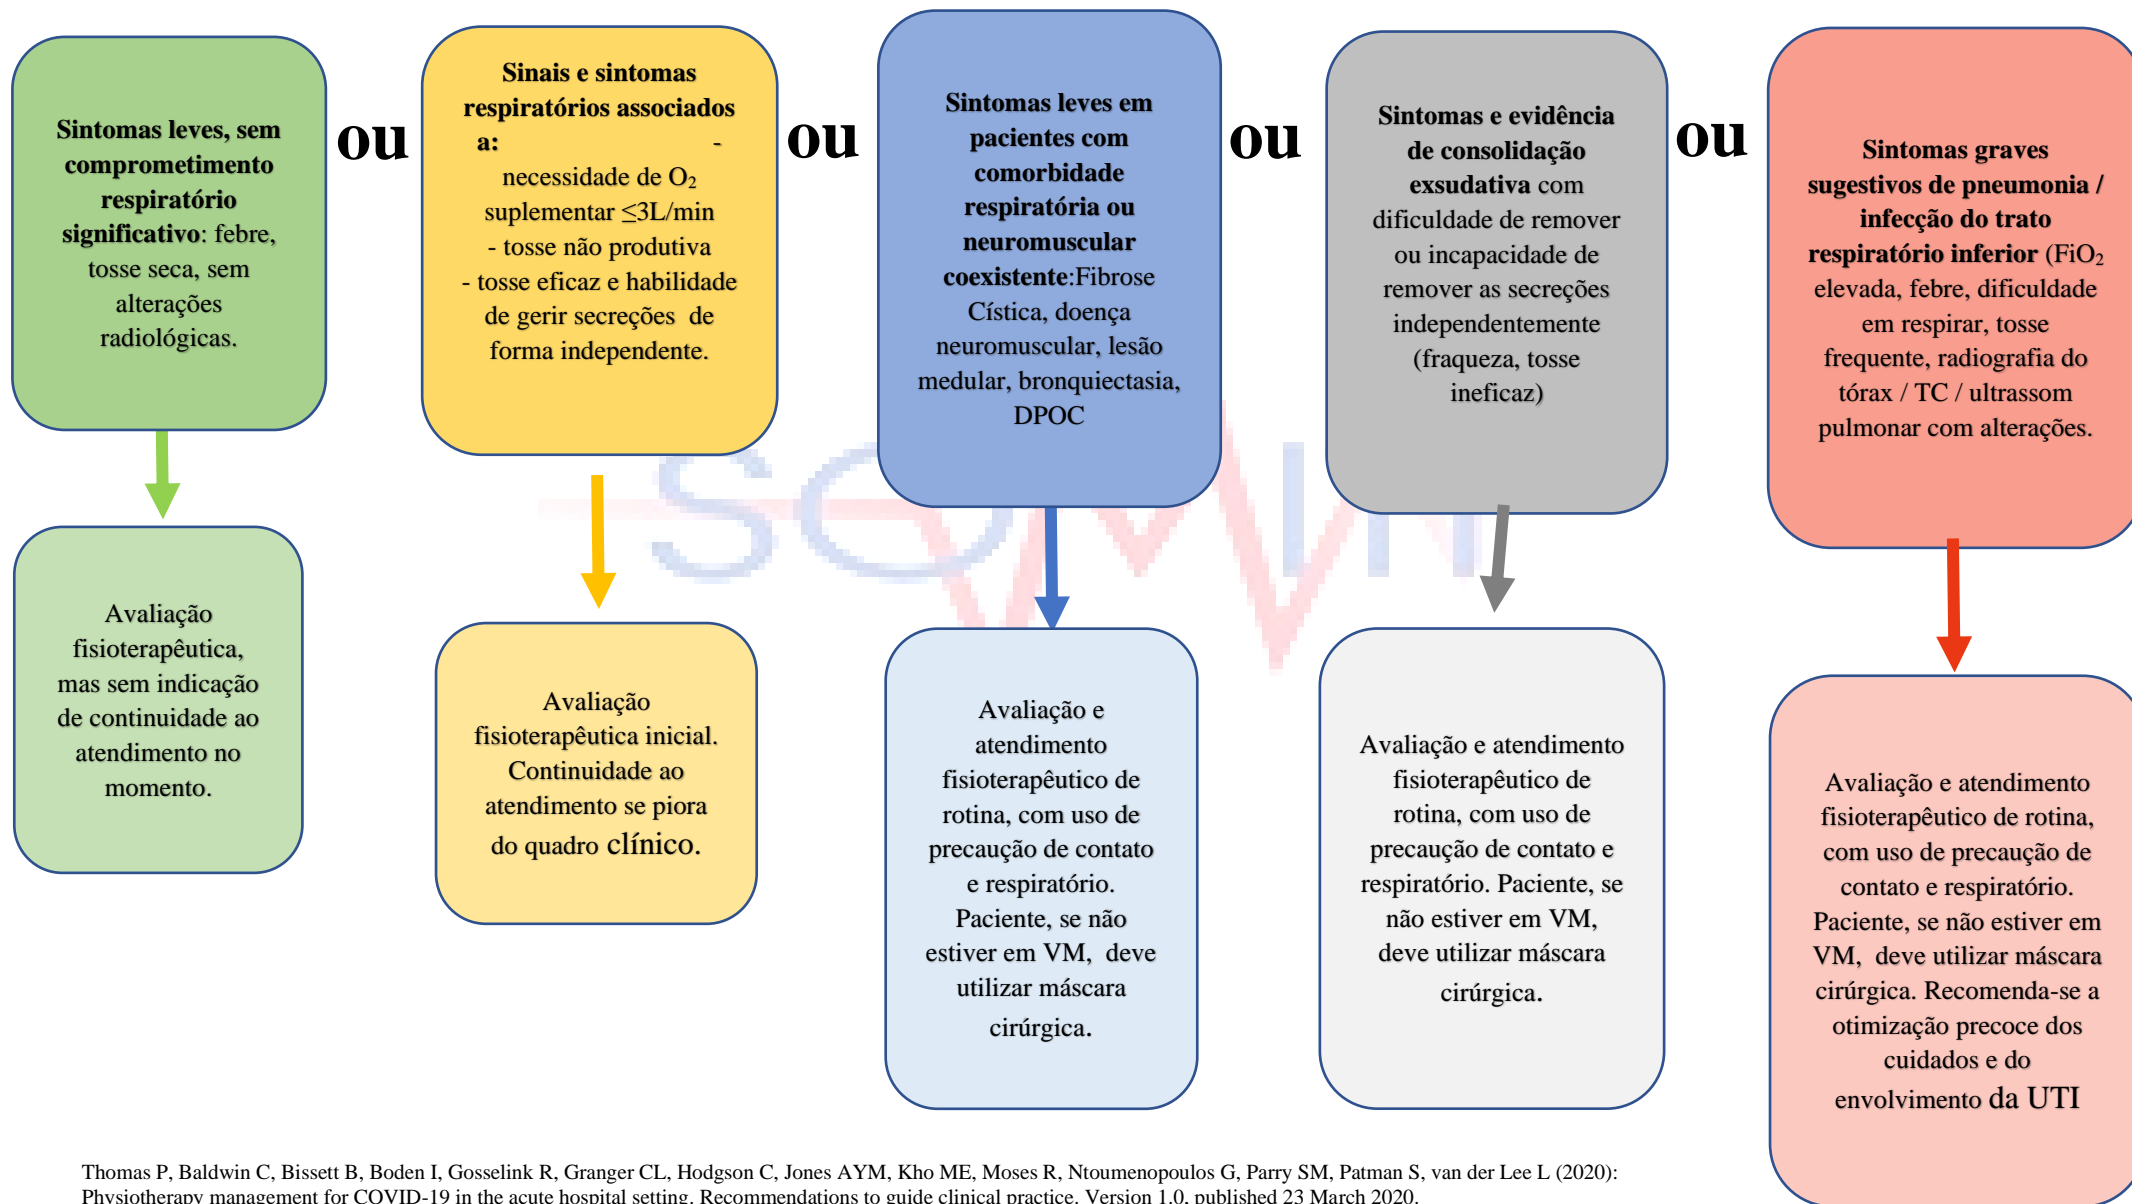 Sintomas leves, sem
comprometimento
respiratório
significativo: febre,
tosse seca, sem
alterações
radiológicas.
ou
Sinais e sintomas
respiratórios associados
a: -
necessidade de O₂
suplementar ≤3L/min
- tosse não produtiva
- tosse eficaz e habilidade
de gerir secreções de
forma independente.
ou
Sintomas leves em
pacientes com
comorbidade
respiratória ou
neuromuscular
coexistente:Fibrose
Cística, doença
neuromuscular, lesão
medular, bronquiectasia,
DPOC
ou
Sintomas e evidência
de consolidação
exsudativa com
dificuldade de remover
ou incapacidade de
remover as secreções
independentemente
(fraqueza, tosse
ineficaz)
ou
Sintomas graves
sugestivos de pneumonia /
infecção do trato
respiratório inferior (FiO₂
elevada, febre, dificuldade
em respirar, tosse
frequente, radiografia do
tórax / TC / ultrassom
pulmonar com alterações.
Avaliação
fisioterapêutica,
mas sem indicação
de continuidade ao
atendimento no
momento.
Avaliação
fisioterapêutica inicial.
Continuidade ao
atendimento se piora
do quadro clínico.
Avaliação e
atendimento
fisioterapêutico de
rotina, com uso de
precaução de contato
e respiratório.
Paciente, se não
estiver em VM, deve
utilizar máscara
cirúrgica.
Avaliação e atendimento
fisioterapêutico de
rotina, com uso de
precaução de contato e
respiratório. Paciente, se
não estiver em VM,
deve utilizar máscara
cirúrgica.
Avaliação e atendimento
fisioterapêutico de rotina,
com uso de precaução de
contato e respiratório.
Paciente, se não estiver em
VM, deve utilizar máscara
cirúrgica. Recomenda-se a
otimização precoce dos
cuidados e do
envolvimento da UTI
Thomas P, Baldwin C, Bissett B, Boden I, Gosselink R, Granger CL, Hodgson C, Jones AYM, Kho ME, Moses R, Ntoumenopoulos G, Parry SM, Patman S, van der Lee L (2020):
Physiotherapy management for COVID-19 in the acute hospital setting. Recommendations to guide clinical practice. Version 1.0, published 23 March 2020.